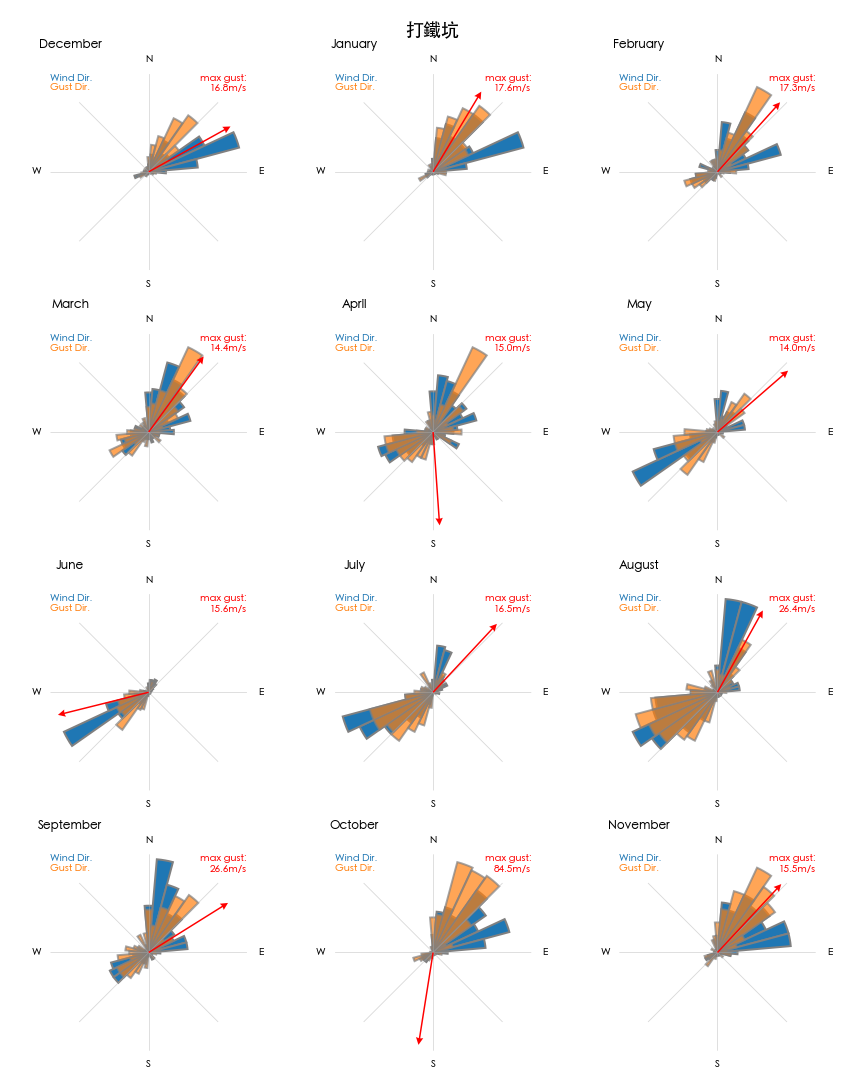 打鐵坑
December
N
Wind Dir.
Gust Dir.
max gust:
16.8m/s
W
E
S
January
N
Wind Dir.
Gust Dir.
max gust:
17.6m/s
W
E
S
February
N
Wind Dir.
Gust Dir.
max gust:
17.3m/s
W
E
S
March
N
Wind Dir.
Gust Dir.
max gust:
14.4m/s
W
E
S
April
N
Wind Dir.
Gust Dir.
max gust:
15.0m/s
W
E
S
May
N
Wind Dir.
Gust Dir.
max gust:
14.0m/s
W
E
S
June
N
Wind Dir.
Gust Dir.
max gust:
15.6m/s
W
E
S
July
N
Wind Dir.
Gust Dir.
max gust:
16.5m/s
W
E
S
August
N
Wind Dir.
Gust Dir.
max gust:
26.4m/s
W
E
S
September
N
Wind Dir.
Gust Dir.
max gust:
26.6m/s
W
E
S
October
N
Wind Dir.
Gust Dir.
max gust:
84.5m/s
W
E
S
November
N
Wind Dir.
Gust Dir.
max gust:
15.5m/s
W
E
S